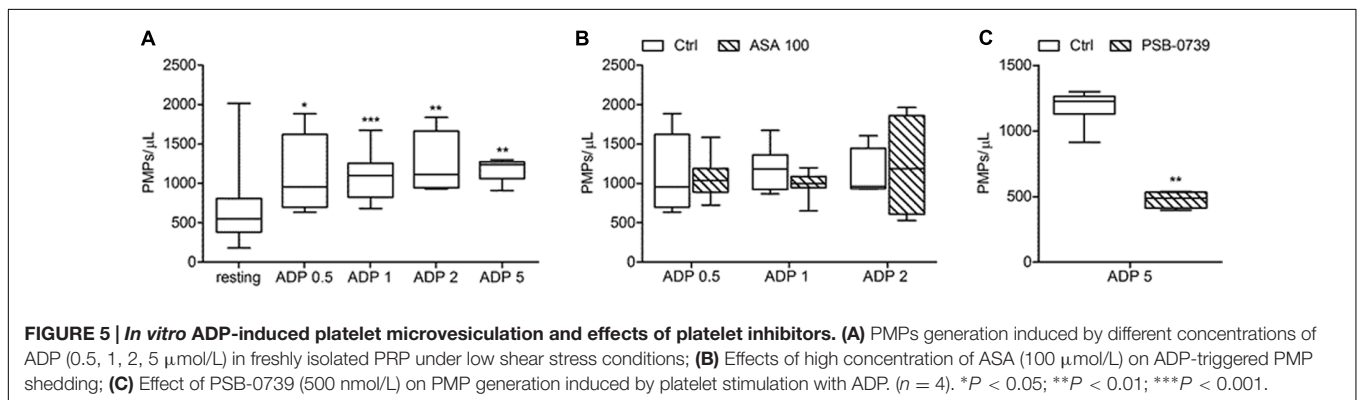 A
PMPs/µL
2500
2000
1500
1000
500
0
* *** ** **
resting ADP 0.5 ADP 1 ADP 2 ADP 5
B
Ctrl ASA 100
PMPs/µL
2500
2000
1500
1000
500
0
ADP 0.5 ADP 1 ADP 2
C
Ctrl PSB-0739
PMPs/µL
1500
1000
500
0
**
ADP 5
FIGURE 5 | In vitro ADP-induced platelet microvesiculation and effects of platelet inhibitors. (A) PMPs generation induced by different concentrations of
ADP (0.5, 1, 2, 5 µmol/L) in freshly isolated PRP under low shear stress conditions; (B) Effects of high concentration of ASA (100 µmol/L) on ADP-triggered PMP
shedding; (C) Effect of PSB-0739 (500 nmol/L) on PMP generation induced by platelet stimulation with ADP. (n = 4). *P < 0.05; **P < 0.01; ***P < 0.001.